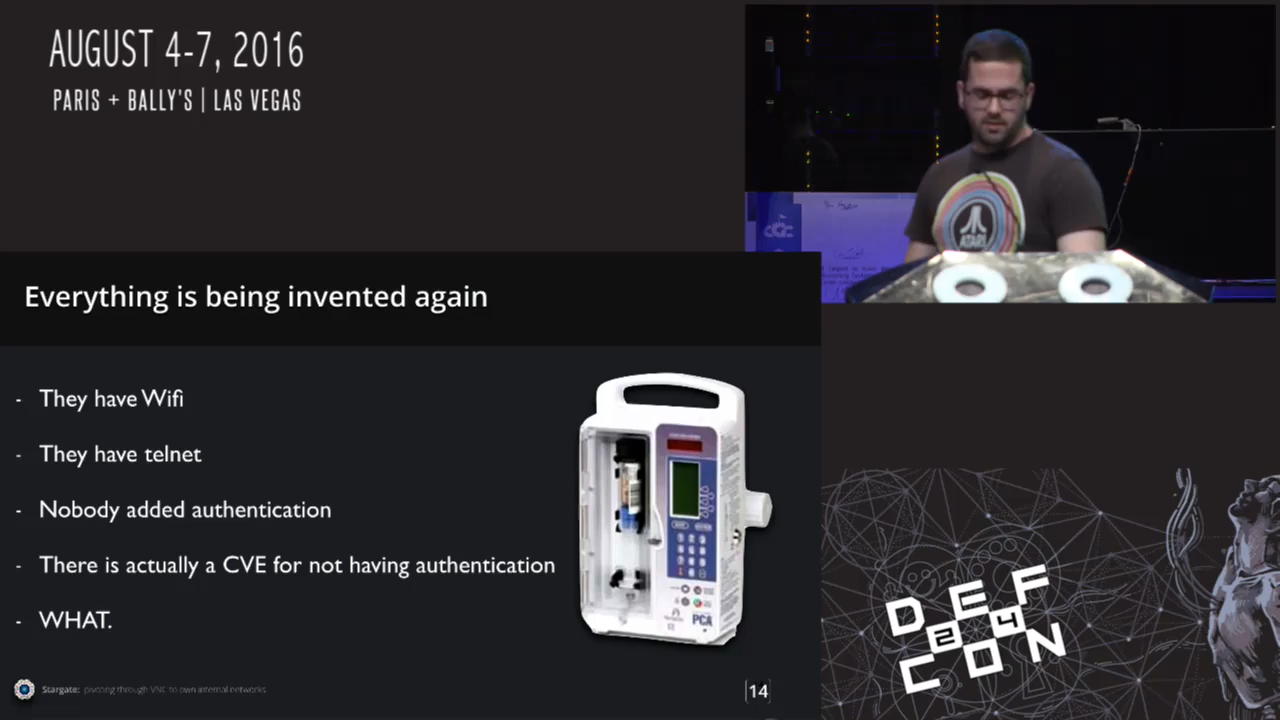 AUGUST 4-7, 2016
PARIS + BALLY'S | LAS VEGAS
ATARI
Everything is being invented again
- They have Wifi
- They have telnet
- Nobody added authentication
- There is actually a CVE for not having authentication
- WHAT.
PCA
Stargate: pivoting through VNC to own internal networks
14
DEF
24
CON